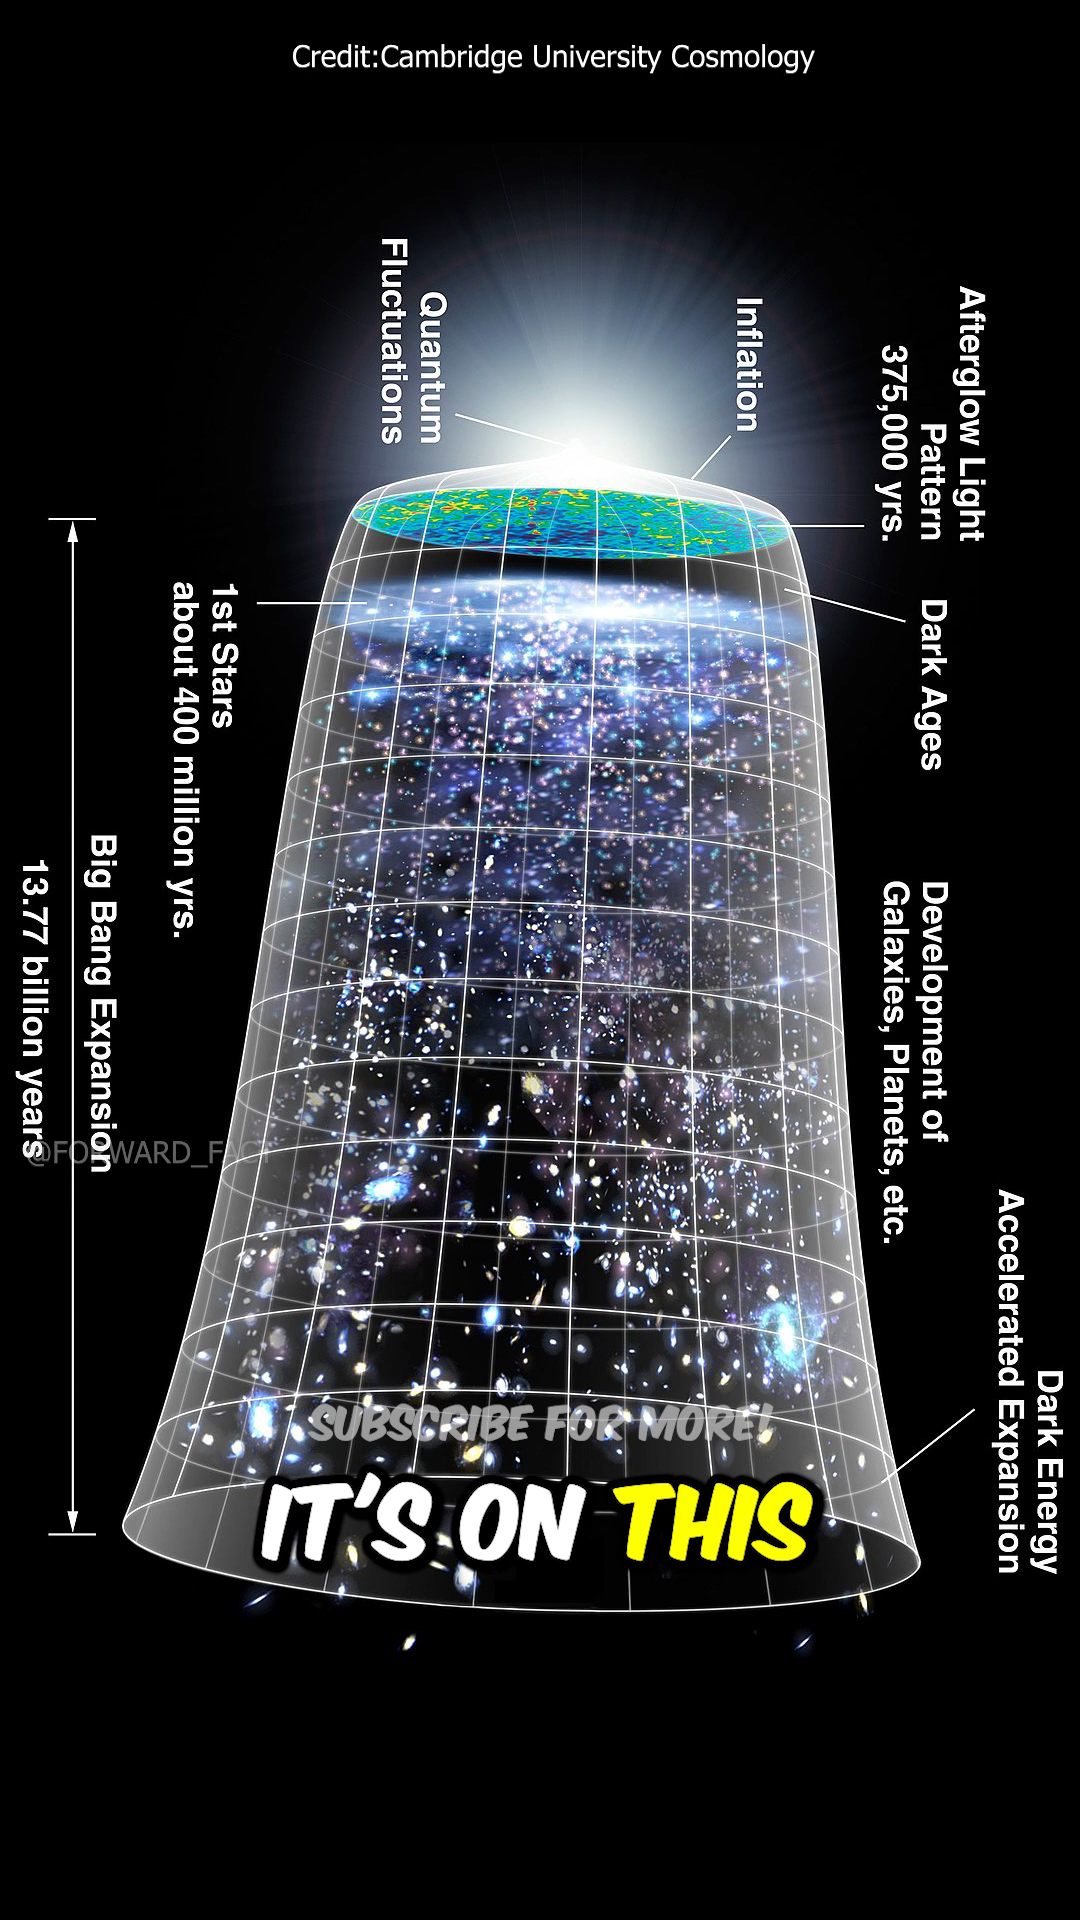 Credit:Cambridge University Cosmology
Quantum
Fluctuations
Inflation
Afterglow Light
Pattern
375,000 yrs.
Dark Ages
1st Stars
about 400 million yrs.
Development of
Galaxies, Planets, etc.
Big Bang Expansion
13.77 billion years
@FORWARD_FACT
Dark Energy
Accelerated Expansion
SUBSCRIBE FOR MORE!
IT'S ON THIS